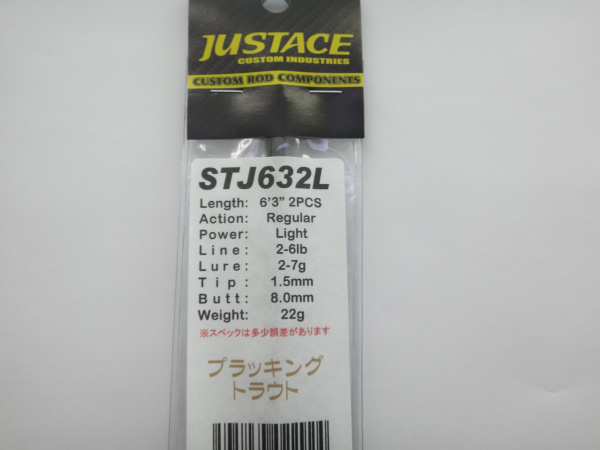 JUSTACE
CUSTOM INDUSTRIES
CUSTOM ROD COMPONENTS
STJ632L
Length: 6'3" 2PCS
Action: Regular
Power: Light
Line: 2-6lb
Lure: 2-7g
Tip: 1.5mm
Butt: 8.0mm
Weight: 22g
※スペックは多少誤差があります
プラッキング
トラウト